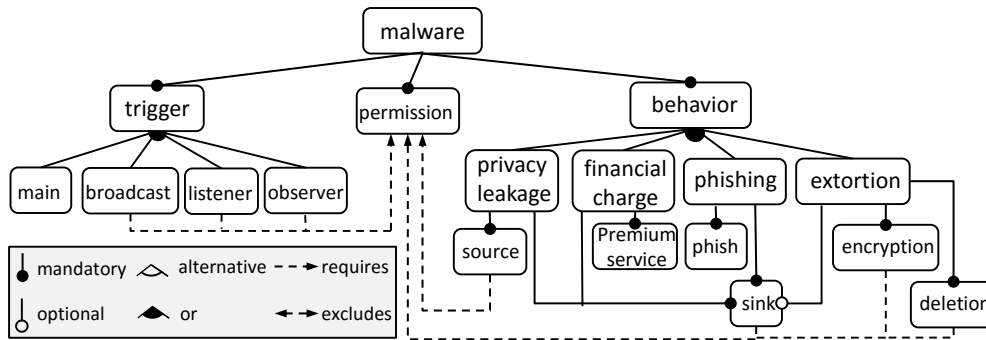 malware
trigger
permission
behavior
main
broadcast
listener
observer
privacy
leakage
financial
charge
phishing
extortion
source
Premium
service
phish
encryption
sink
deletion
mandatory
alternative
requires
optional
or
excludes